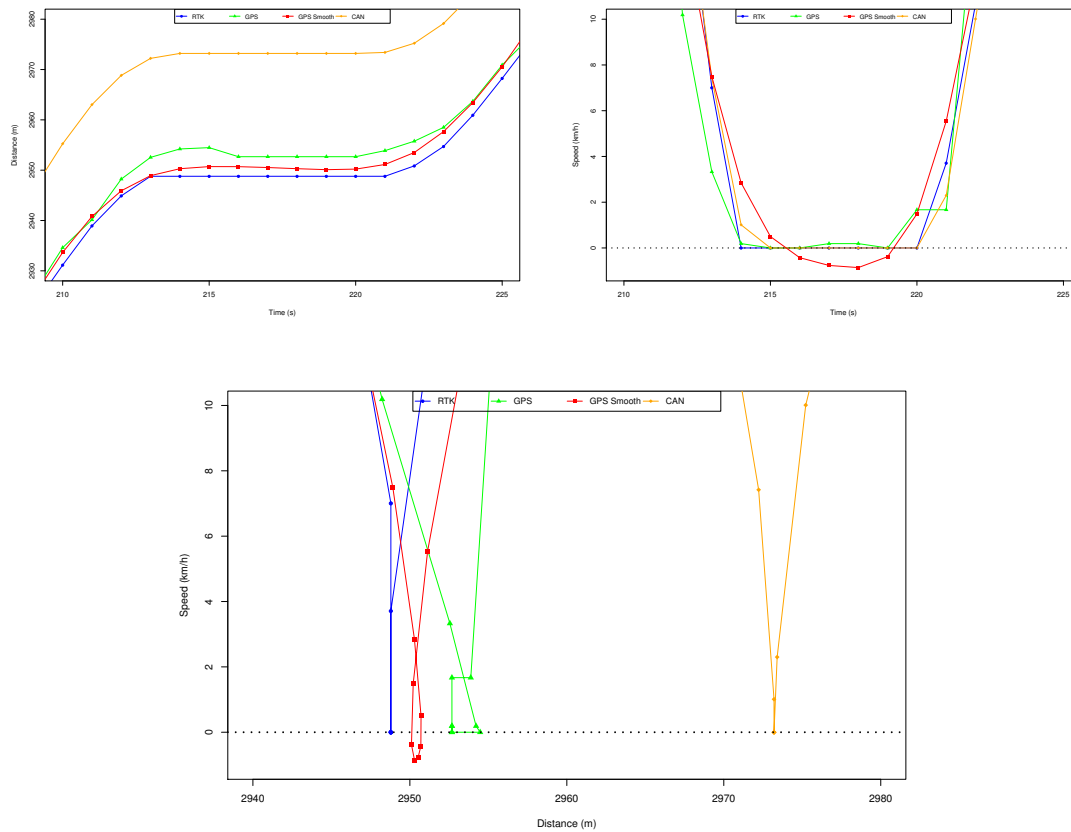 RTK GPS GPS Smooth CAN
Distance (m)
2980
2970
2960
2950
2940
2930
210 215 220 225
Time (s)
RTK GPS GPS Smooth CAN
Speed (km/h)
10
8
6
4
2
0
210 215 220 225
Time (s)
RTK GPS GPS Smooth CAN
Speed (km/h)
10
8
6
4
2
0
2940 2950 2960 2970 2980
Distance (m)